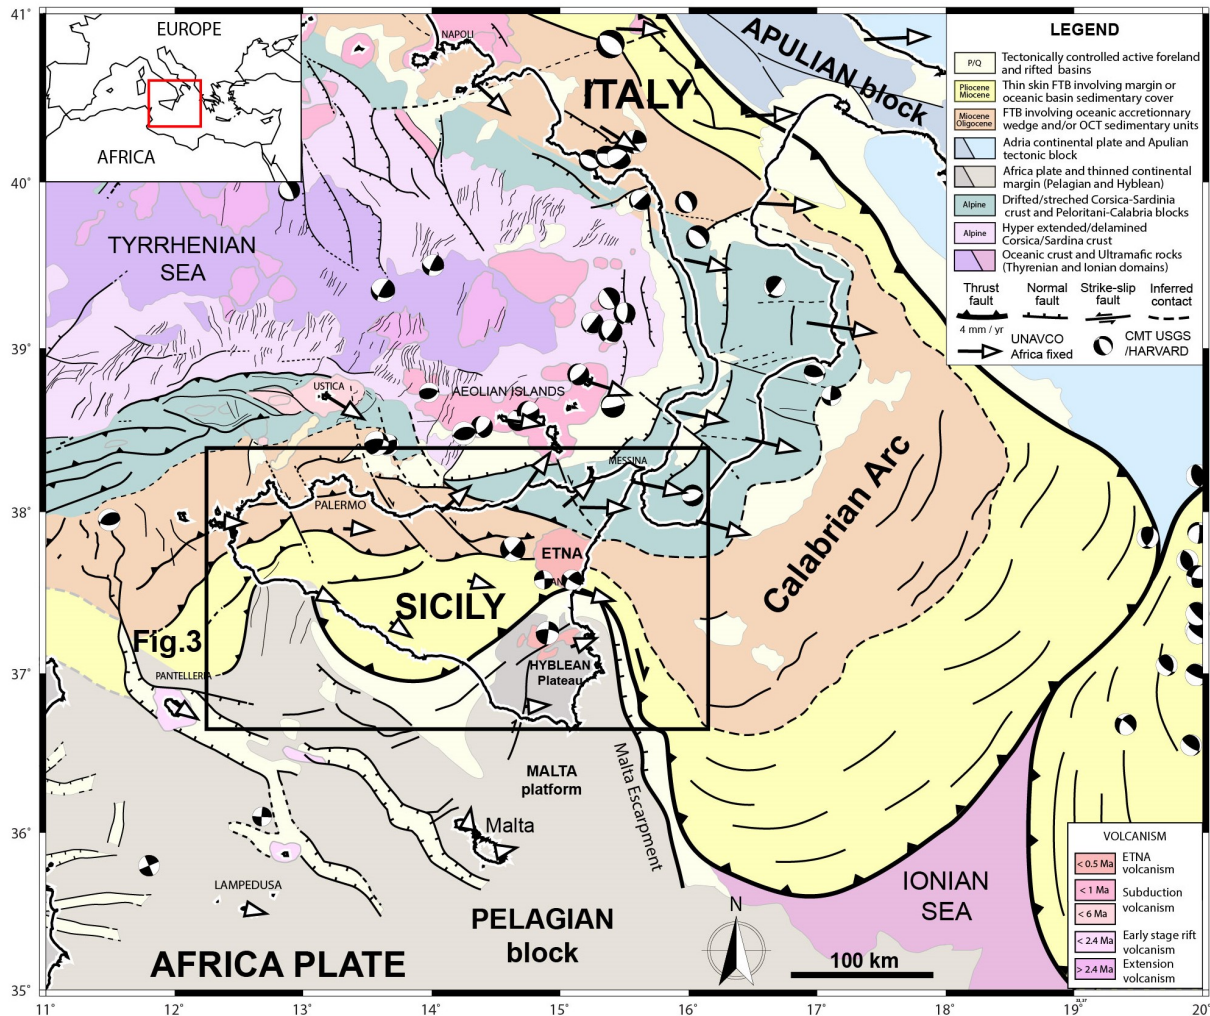 41°
40°
39°
38°
37°
36°
35°
11°
12°
13°
14°
15°
16°
17°
18°
19°
20°
EUROPE
AFRICA
NAPOLI
ITALY
APULIAN block
TYRRHENIAN
SEA
USTICA
AEOLIAN ISLANDS
MESSINA
PALERMO
ETNA
SICILY
Fig.3
PANTELLERIA
HYBLEAN
Plateau
Calabrian Arc
MALTA
platform
Malta Escarpment
Malta
LAMPEDUSA
PELAGIAN
block
AFRICA PLATE
IONIAN
SEA
N
100 km
LEGEND
P/Q
Tectonically controlled active foreland
and rifted basins
Pliocene
Miocene
Thin skin FTB involving margin or
oceanic basin sedimentary cover
Miocene
Oligocene
FTB involving oceanic accretionnary
wedge and/or OCT sedimentary units
Adria continental plate and Apulian
tectonic block
Africa plate and thinned continental
margin (Pelagian and Hyblean)
Alpine
Drifted/streched Corsica-Sardinia
crust and Peloritani-Calabria blocks
Alpine
Hyper extended/delamined
Corsica/Sardina crust
Oceanic crust and Ultramafic rocks
(Thyrenian and Ionian domains)
Thrust
fault
Normal
fault
Strike-slip
fault
Inferred
contact
4 mm / yr
UNAVCO
Africa fixed
CMT USGS
/HARVARD
VOLCANISM
< 0.5 Ma
ETNA
volcanism
< 1 Ma
< 6 Ma
Subduction
volcanism
< 2.4 Ma
Early stage rift
volcanism
> 2.4 Ma
Extension
volcanism